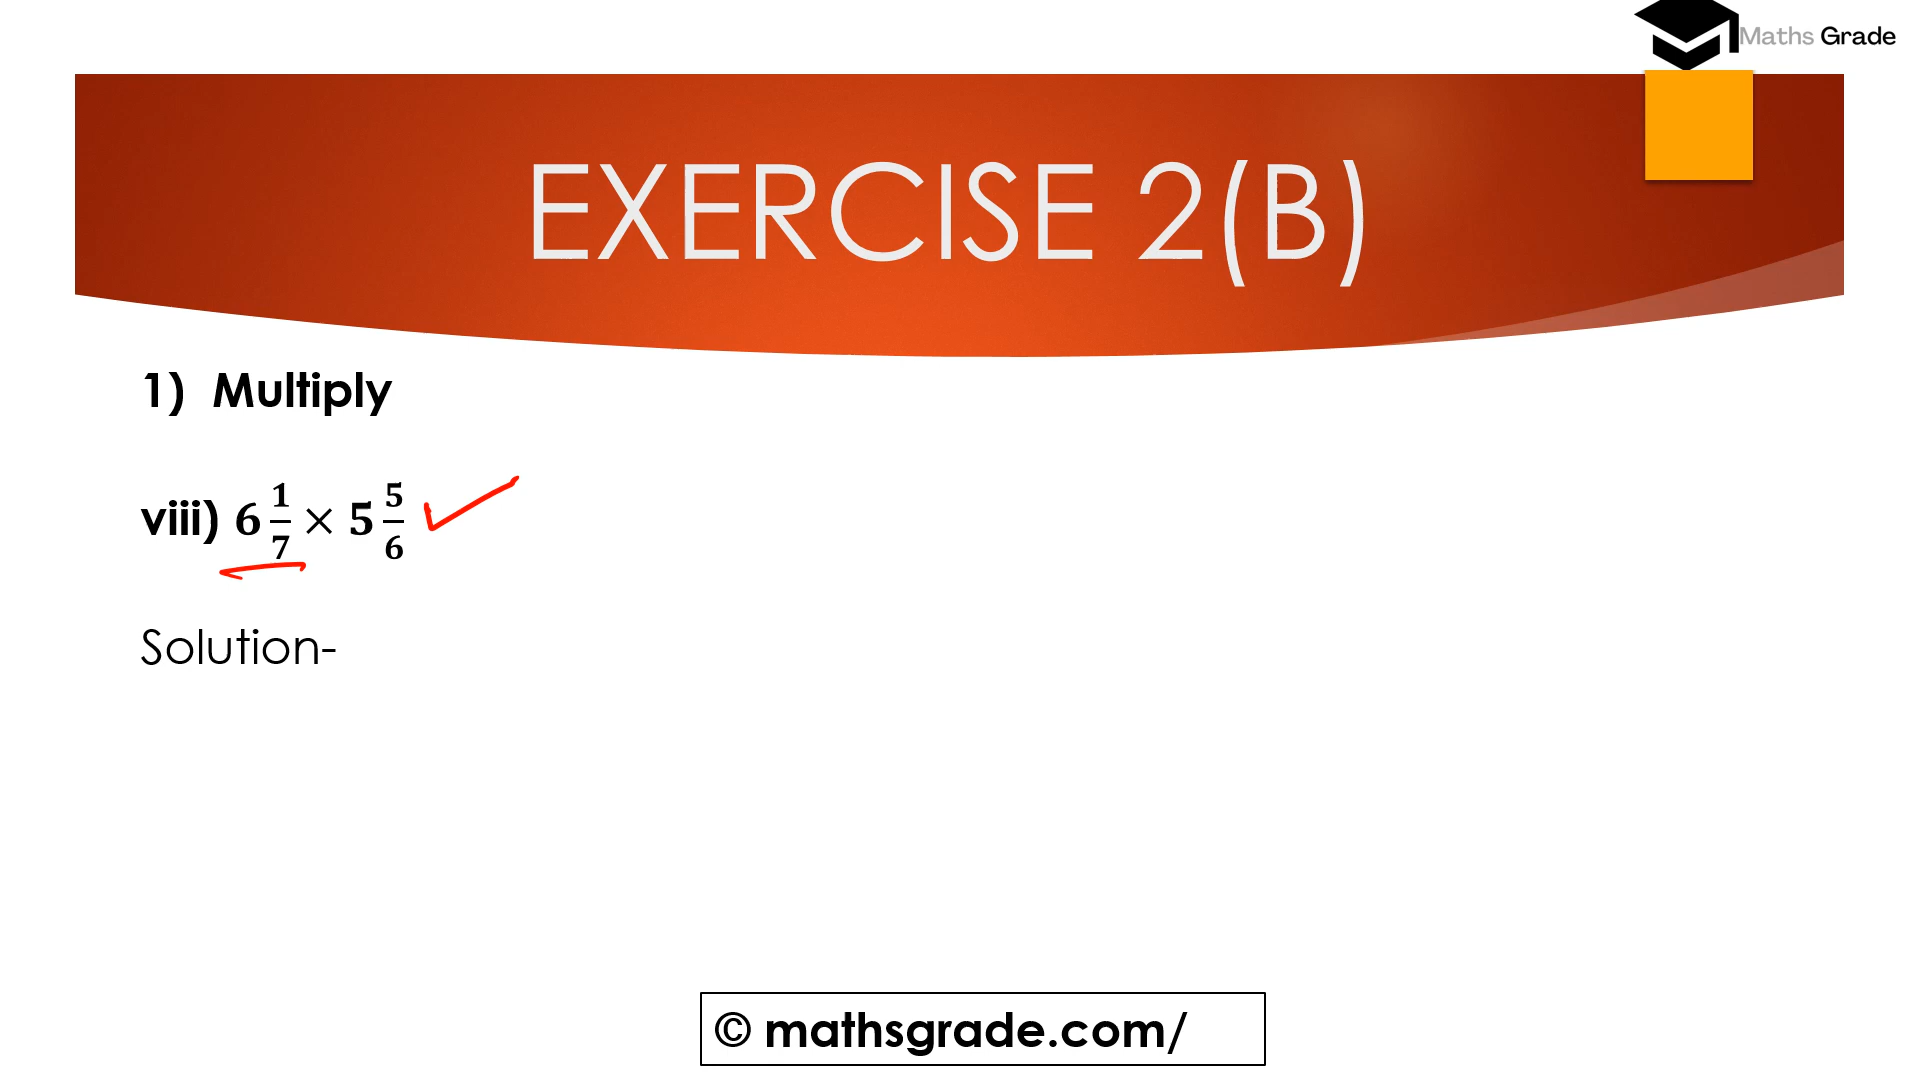 Maths Grade
EXERCISE 2(B)
1) Multiply
viii) 6 1/7 × 5 5/6
Solution-
© mathsgrade.com/